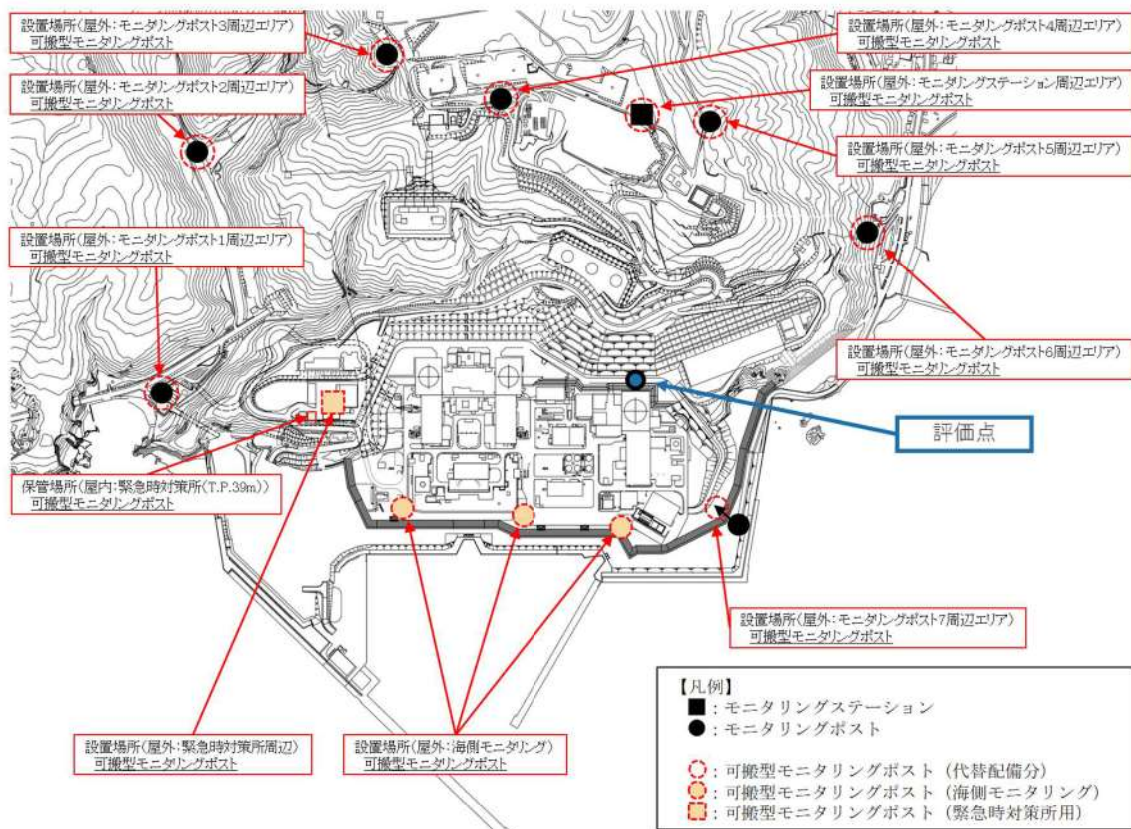 設置場所(屋外:モニタリングポスト3周辺エリア)
可搬型モニタリングポスト
設置場所(屋外:モニタリングポスト4周辺エリア)
可搬型モニタリングポスト
設置場所(屋外:モニタリングポスト2周辺エリア)
可搬型モニタリングポスト
設置場所(屋外:モニタリングステーション周辺エリア)
可搬型モニタリングポスト
設置場所(屋外:モニタリングポスト5周辺エリア)
可搬型モニタリングポスト
設置場所(屋外:モニタリングポスト1周辺エリア)
可搬型モニタリングポスト
設置場所(屋外:モニタリングポスト6周辺エリア)
可搬型モニタリングポスト
評価点
保管場所(屋内:緊急時対策所(T.P.39m))
可搬型モニタリングポスト
設置場所(屋外:モニタリングポスト7周辺エリア)
可搬型モニタリングポスト
設置場所(屋外:緊急時対策所周辺)
可搬型モニタリングポスト
設置場所(屋外:海側モニタリング)
可搬型モニタリングポスト
【凡例】
■:モニタリングステーション
●:モニタリングポスト
:可搬型モニタリングポスト(代替配備分)
:可搬型モニタリングポスト(海側モニタリング)
:可搬型モニタリングポスト(緊急時対策所用)